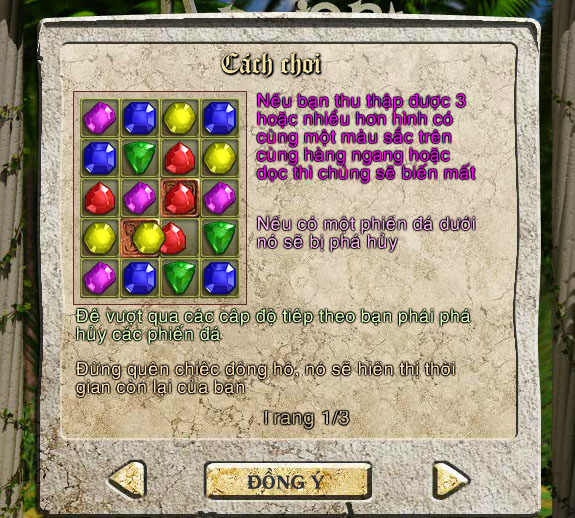 Cách chơi
Nếu bạn thu thập được 3
hoặc nhiều hơn hình có
cùng một màu sắc trên
cùng hàng ngang hoặc
dọc thì chúng sẽ biến mất
Nếu có một phiến đá dưới
nó sẽ bị phá hủy
Để vượt qua các cấp độ tiếp theo bạn phải phá
hủy các phiến đá
Đừng quên chiếc đồng hồ, nó sẽ hiển thị thời
gian còn lại của bạn
Trang 1/3
ĐỒNG Ý